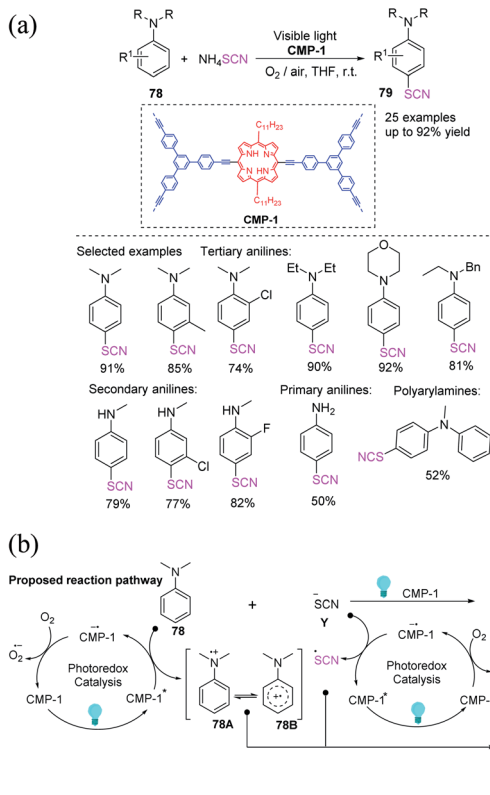 (a)
R R
N
R1
78
+ NH4SCN
Visible light
CMP-1
O2 / air, THF, r.t.
R R
N
R1
SCN
79
25 examples
up to 92% yield
C11H23
NH N
N HN
C11H23
CMP-1
Selected examples Tertiary anilines:
N N N Et N Et O N N Bn
Cl
SCN SCN SCN SCN SCN SCN
91% 85% 74% 90% 92% 81%
Secondary anilines: Primary anilines: Polyarylamines:
HN HN HN NH2 N
Cl F NCS
SCN SCN SCN SCN
79% 77% 82% 50% 52%
(b)
Proposed reaction pathway
N
78
+
− SCN
Y
CMP-1
O2
O2•−
−• CMP-1
Photoredox
Catalysis
CMP-1 CMP-1*
•+ N
78A
N
•+
78B
•SCN
−• CMP-1
O2
Photoredox
Catalysis
CMP-1* CMP-